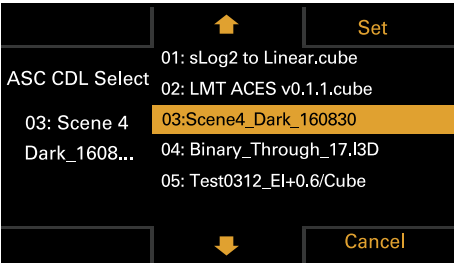 Set
ASC CDL Select
03: Scene 4
Dark_1608...
01: sLog2 to Linear.cube
02: LMT ACES v0.1.1.cube
03:Scene4_Dark_160830
04: Binary_Through_17.l3D
05: Test0312_EI+0.6/Cube
Cancel